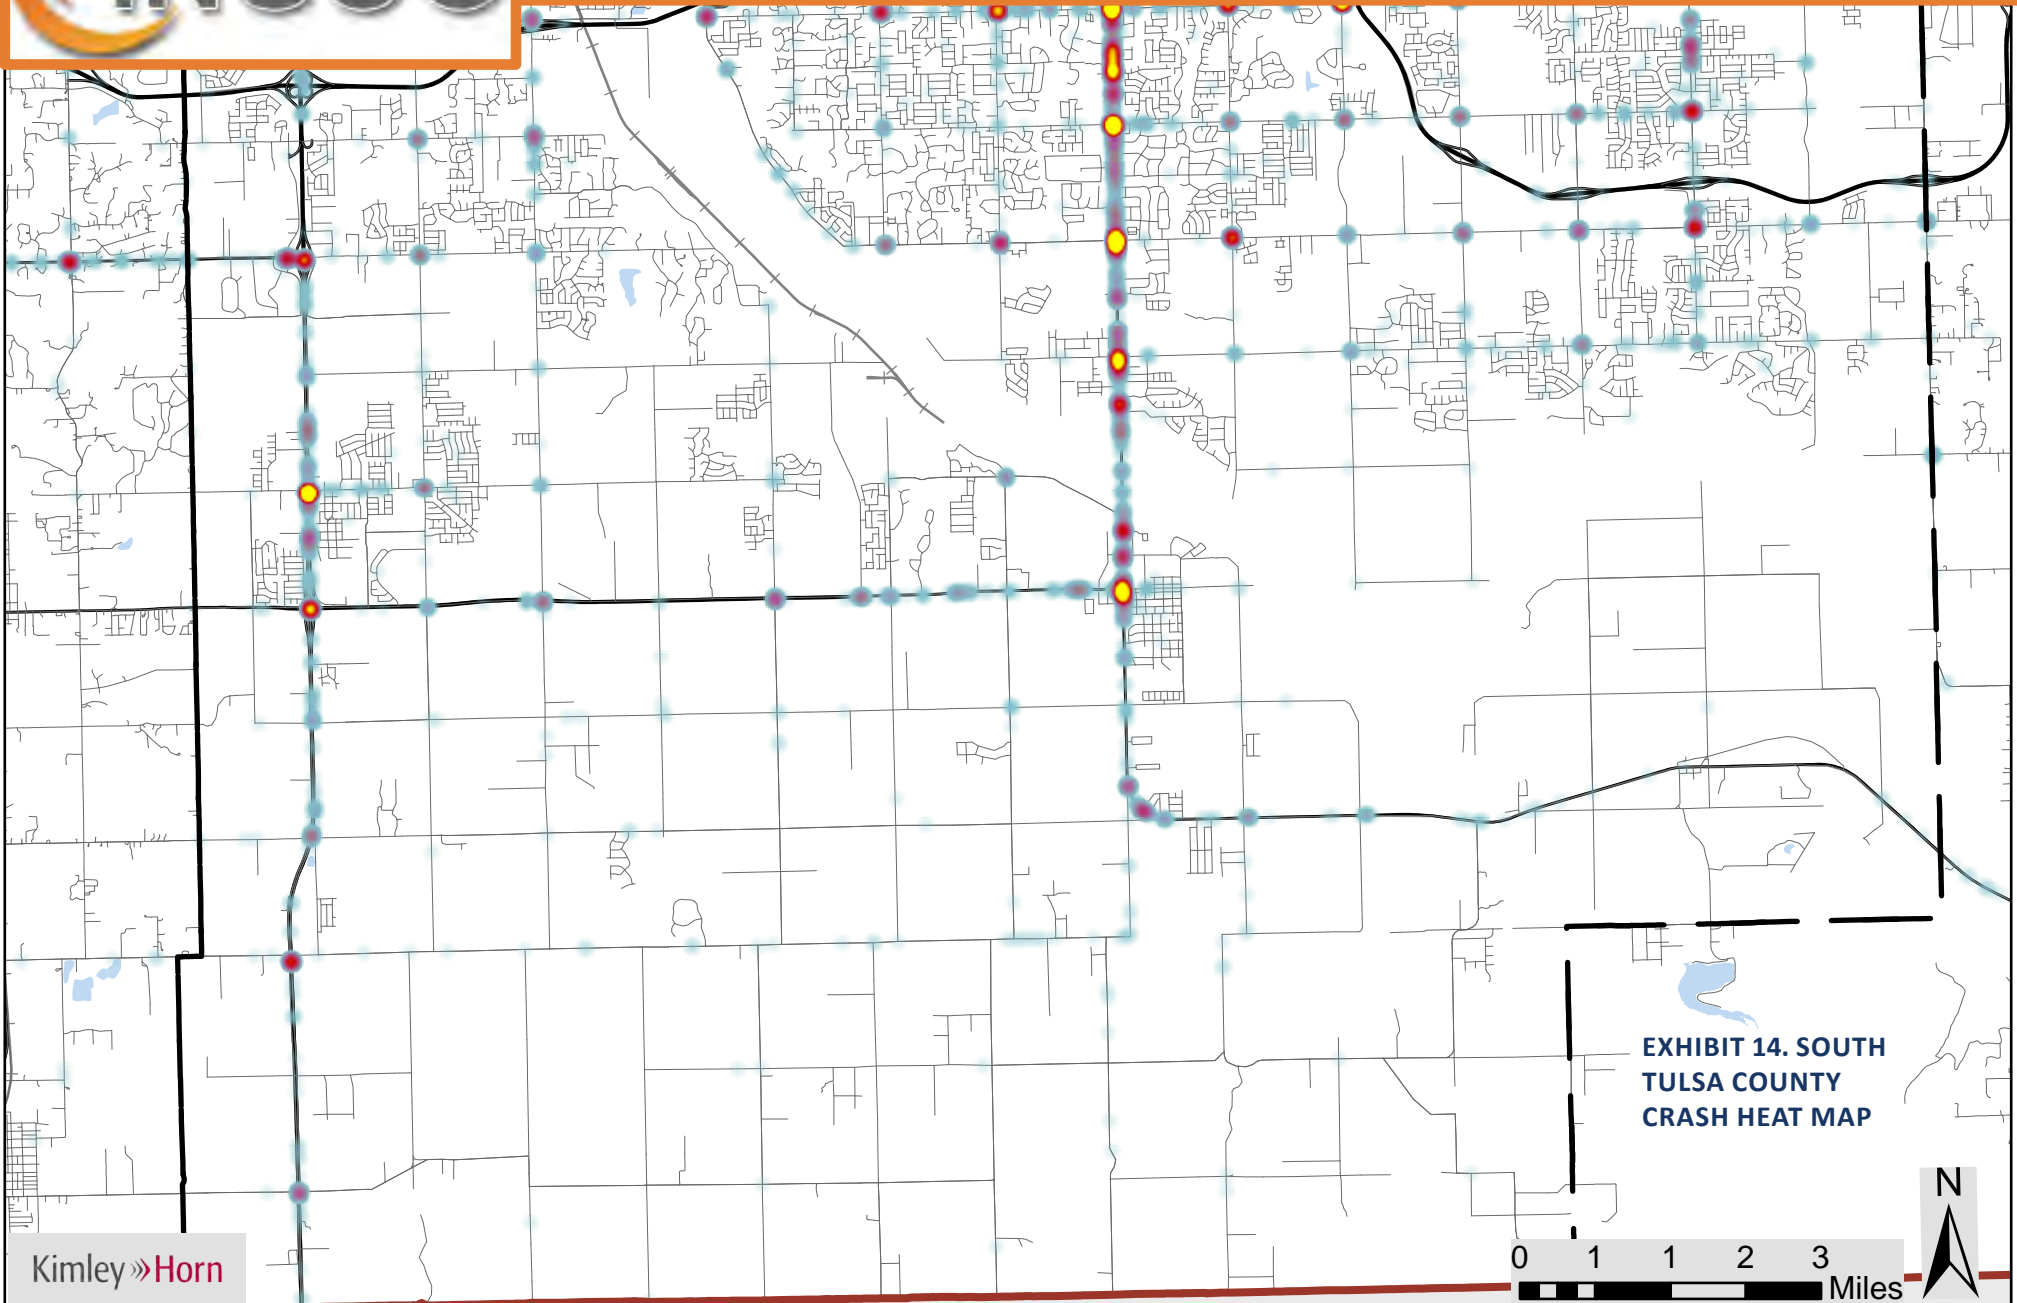 EXHIBIT 14. SOUTH
TULSA COUNTY
CRASH HEAT MAP
N
0 1 1 2 3
Miles
Kimley»Horn